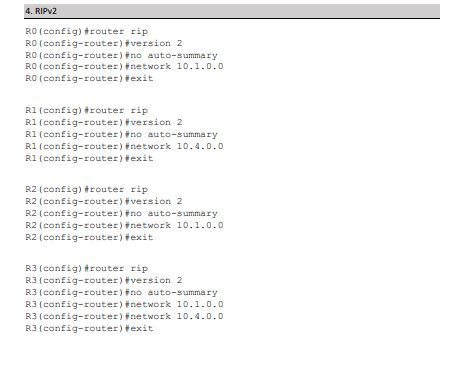 4. RIPv2
R0(config)#router rip
R0(config-router)#version 2
R0(config-router)#no auto-summary
R0(config-router)#network 10.1.0.0
R0(config-router)#exit
R1(config)#router rip
R1(config-router)#version 2
R1(config-router)#no auto-summary
R1(config-router)#network 10.4.0.0
R1(config-router)#exit
R2(config)#router rip
R2(config-router)#version 2
R2(config-router)#no auto-summary
R2(config-router)#network 10.1.0.0
R2(config-router)#exit
R3(config)#router rip
R3(config-router)#version 2
R3(config-router)#no auto-summary
R3(config-router)#network 10.1.0.0
R3(config-router)#network 10.4.0.0
R3(config-router)#exit